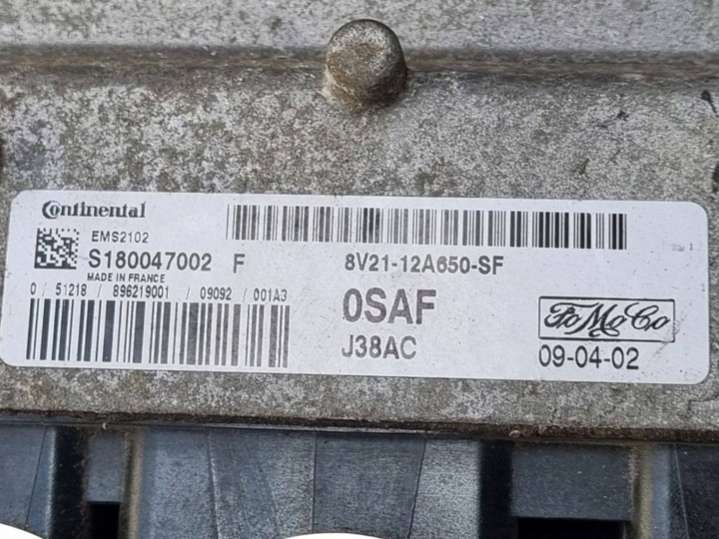 Continental
EMS2102
S180047002 F
MADE IN FRANCE
0 / 51218 / 896219001 / 09092 / 001A3
8V21-12A650-SF
0SAF
J38AC
FoMoCo
09-04-02